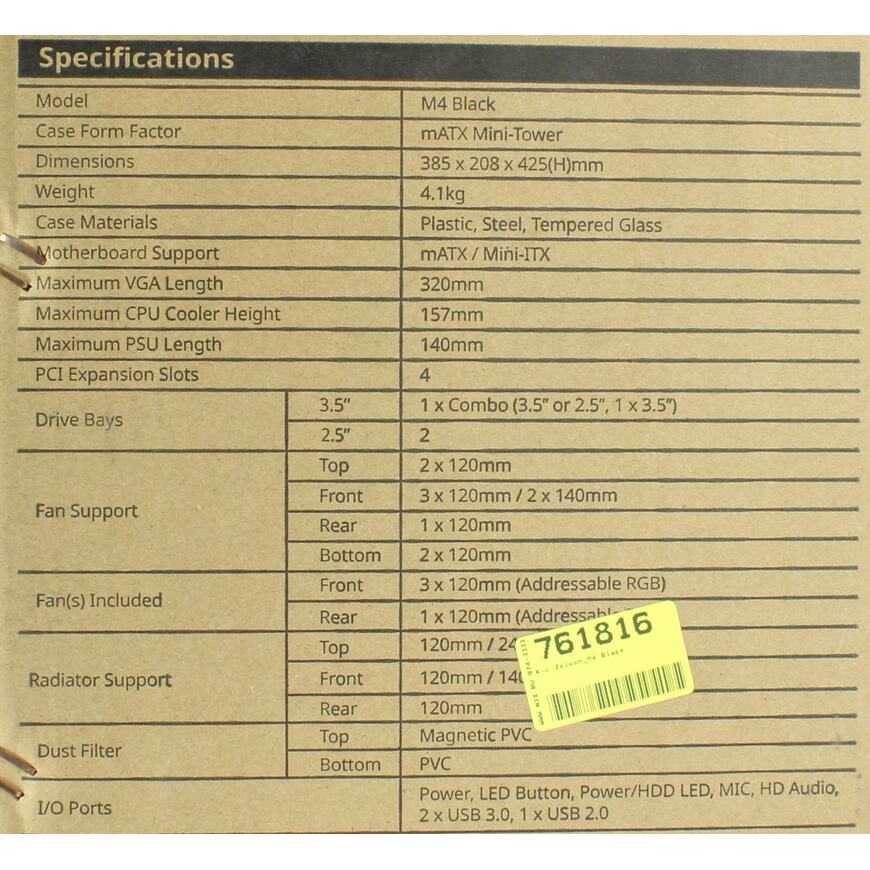 Specifications
Model M4 Black
Case Form Factor mATX Mini-Tower
Dimensions 385 x 208 x 425(H)mm
Weight 4.1kg
Case Materials Plastic, Steel, Tempered Glass
Motherboard Support mATX / Mini-ITX
Maximum VGA Length 320mm
Maximum CPU Cooler Height 157mm
Maximum PSU Length 140mm
PCI Expansion Slots 4
Drive Bays 3.5” 1 x Combo (3.5” or 2.5”, 1 x 3.5”)
2.5” 2
Fan Support Top 2 x 120mm
Front 3 x 120mm / 2 x 140mm
Rear 1 x 120mm
Bottom 2 x 120mm
Fan(s) Included Front 3 x 120mm (Addressable RGB)
Rear 1 x 120mm
Radiator Support Top 120mm /
Front 120mm /
Rear 120mm
761816
Black
Dust Filter Top Magnetic PVC
Bottom PVC
I/O Ports Power, LED Button, Power/HDD LED, MIC, HD Audio,
2 x USB 3.0, 1 x USB 2.0